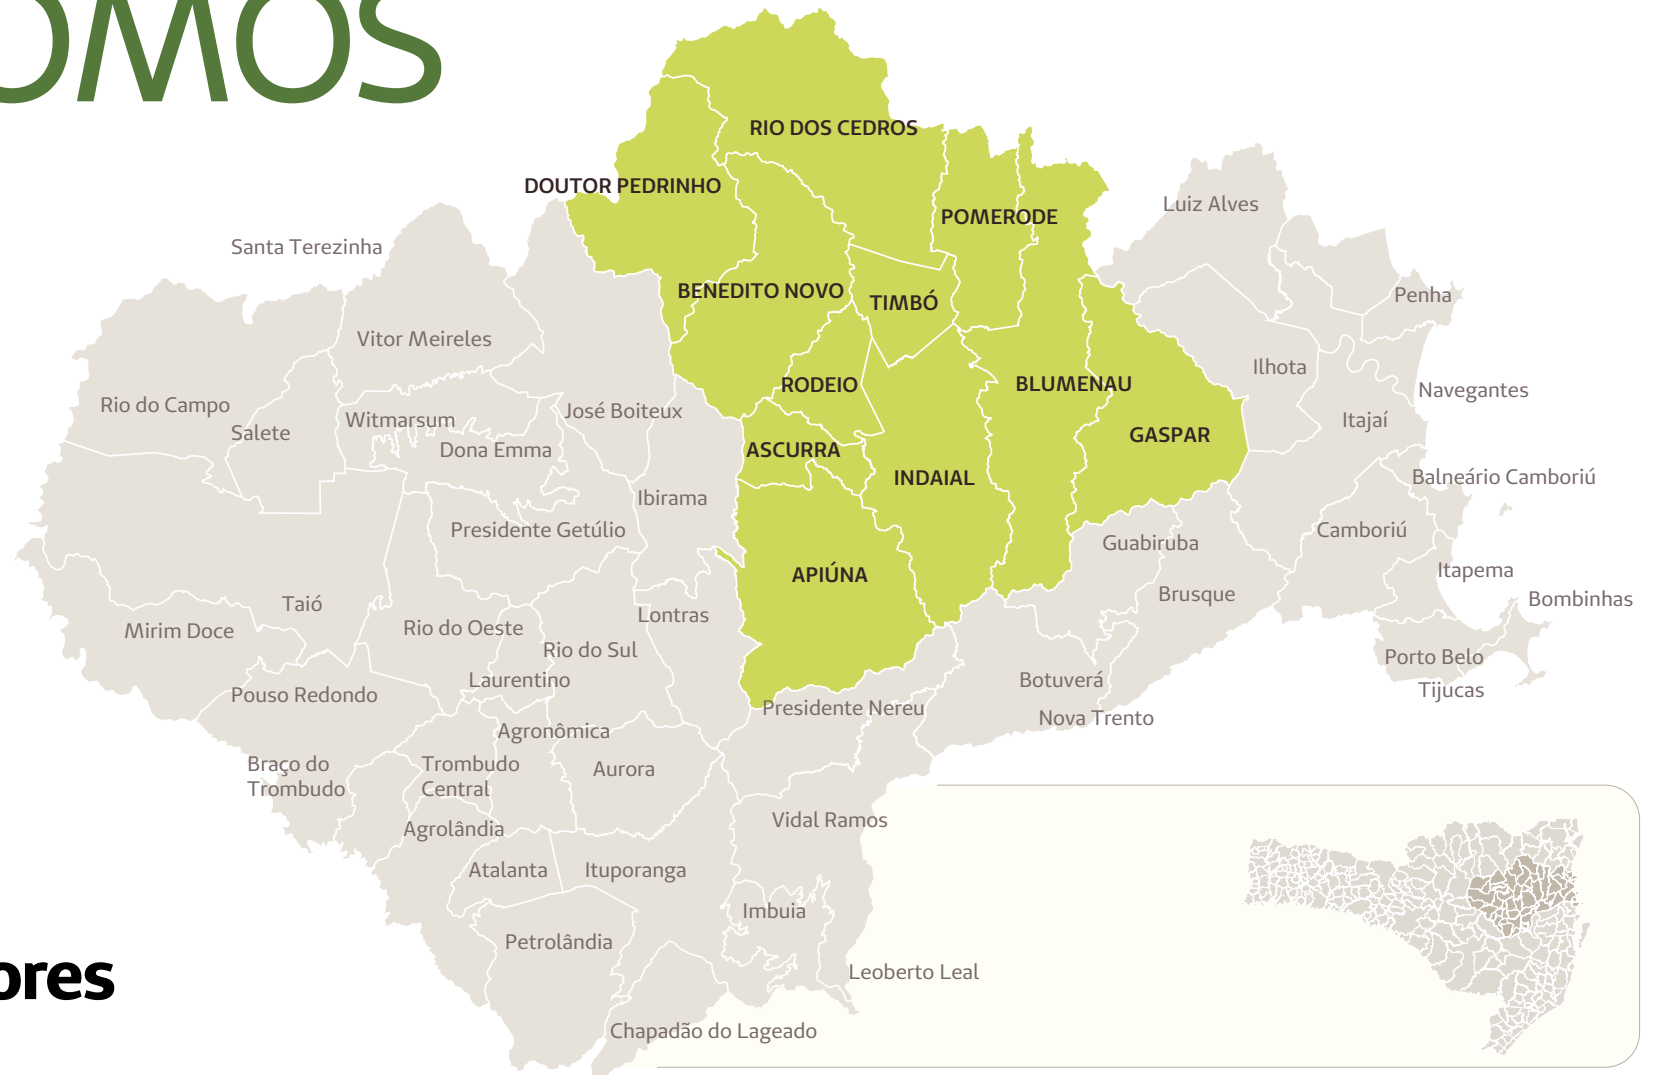 OMOS
RIO DOS CEDROS
DOUTOR PEDRINHO
Luiz Alves
POMERODE
Santa Terezinha
BENEDITO NOVO
TIMBÓ
Penha
Vitor Meireles
Ilhota
RODEIO
BLUMENAU
Navegantes
Rio do Campo
José Boiteux
Witmarsum
Itajaí
Salete
GASPAR
Dona Emma
ASCURRA
INDAIAL
Balneário Camboriú
Ibirama
Presidente Getúlio
Camboriú
Guabiruba
APIÚNA
Itapema
Brusque
Bombinhas
Taió
Lontras
Mirim Doce
Rio do Oeste
Rio do Sul
Porto Belo
Laurentino
Botuverá
Tijucas
Pouso Redondo
Presidente Nereu
Nova Trento
Agronômica
Braço do
Trombudo
Trombudo
Central
Aurora
Vidal Ramos
Agrolândia
Atalanta
Ituporanga
Imbuia
Petrolândia
Leoberto Leal
ores
Chapadão do Lageado